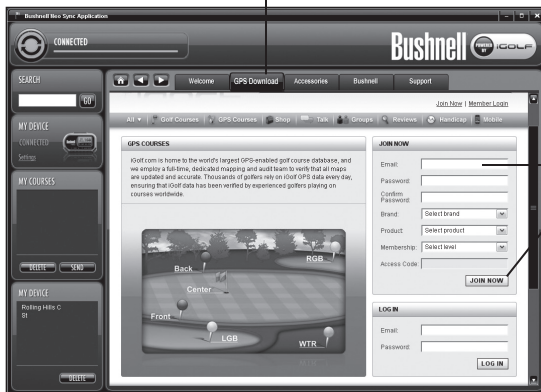 Bushnell Neo Sync Application
CONNECTED
Bushnell POWERED BY iGOLF
SEARCH
GO
MY DEVICE
CONNECTED
Settings
MY COURSES
DELETE SEND
MY DEVICE
Rolling Hills C
St
DELETE
Welcome GPS Download Accessories Bushnell Support
Join Now | Member Login
All Golf Courses GPS Courses Shop Talk Groups Reviews Handicap Mobile
GPS COURSES
iGolf.com is home to the world's largest GPS-enabled golf course database, and
we employ a full-time, dedicated mapping and audit team to verify that all maps
are updated and accurate. Thousands of golfers rely on iGolf GPS data every day,
ensuring that iGolf data has been verified by experienced golfers playing on
courses worldwide.
RGB
Back
Center
Front
LGB
WTR
JOIN NOW
Email:
Password:
Confirm
Password:
Brand: Select brand
Product: Select product
Membership: Select level
Access Code:
JOIN NOW
LOG IN
Email:
Password:
LOG IN